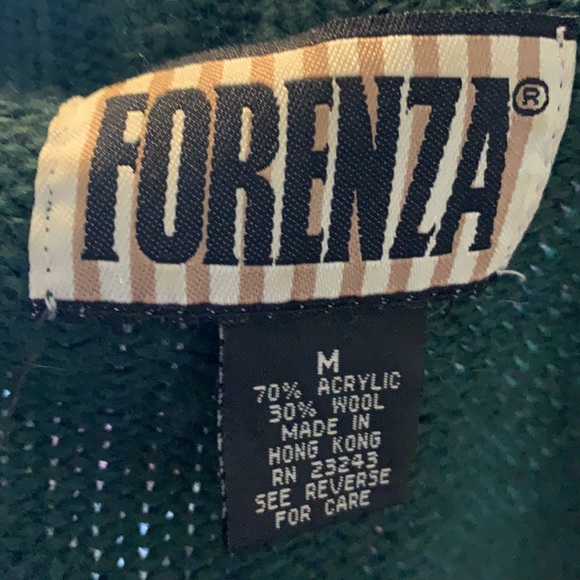 FORENZA®
M
70% ACRYLIC
30% WOOL
MADE IN
HONG KONG
RN 23243
SEE REVERSE
FOR CARE